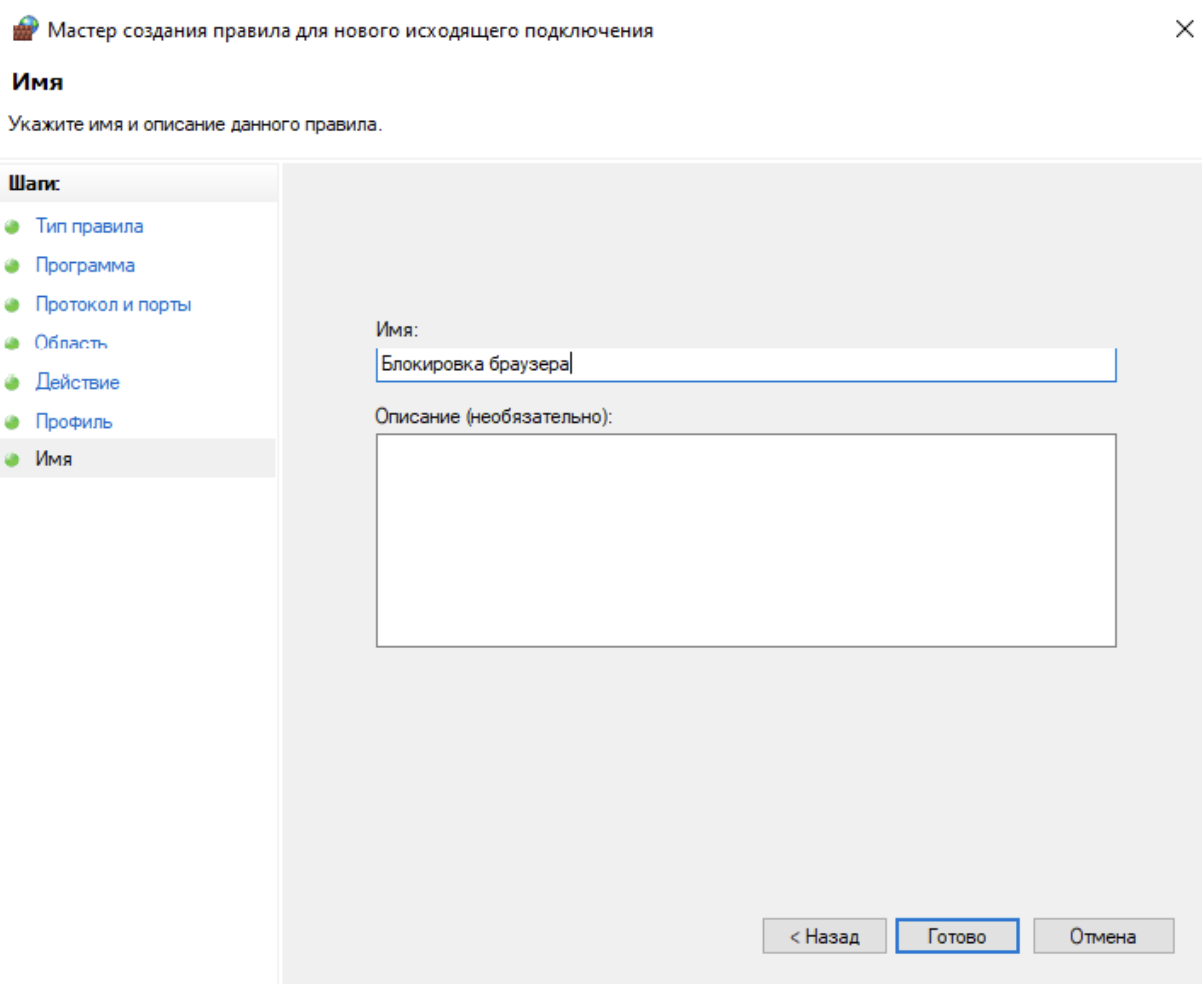 Мастер создания правила для нового исходящего подключения
Имя
Укажите имя и описание данного правила.
Шаги:
Тип правила
Программа
Протокол и порты
Область
Действие
Профиль
Имя
Имя:
Блокировка браузера
Описание (необязательно):
< Назад
Готово
Отмена